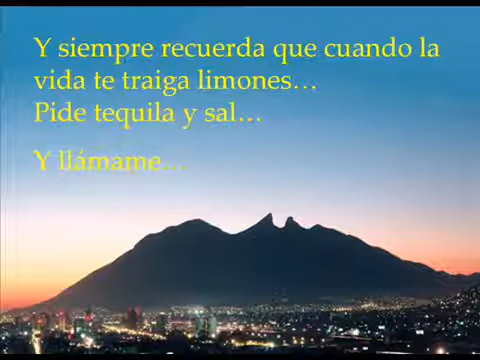 Y siempre recuerda que cuando la
vida te traiga limones…
Pide tequila y sal…
Y llámame…